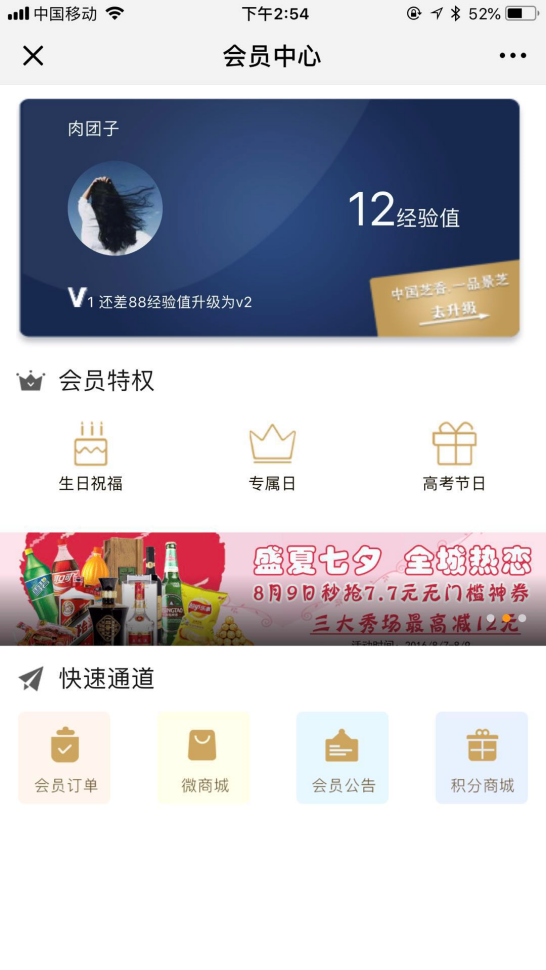 中国移动
下午2:54
52%
会员中心
肉团子
12经验值
V1 还差88经验值升级为v2
中国芝香 一品景芝
去升级
会员特权
生日祝福
专属日
高考节日
盛夏七夕 全城热恋
8月9日秒抢7.7元无门槛神券
三大秀场最高减12元
快速通道
会员订单
微商城
会员公告
积分商城